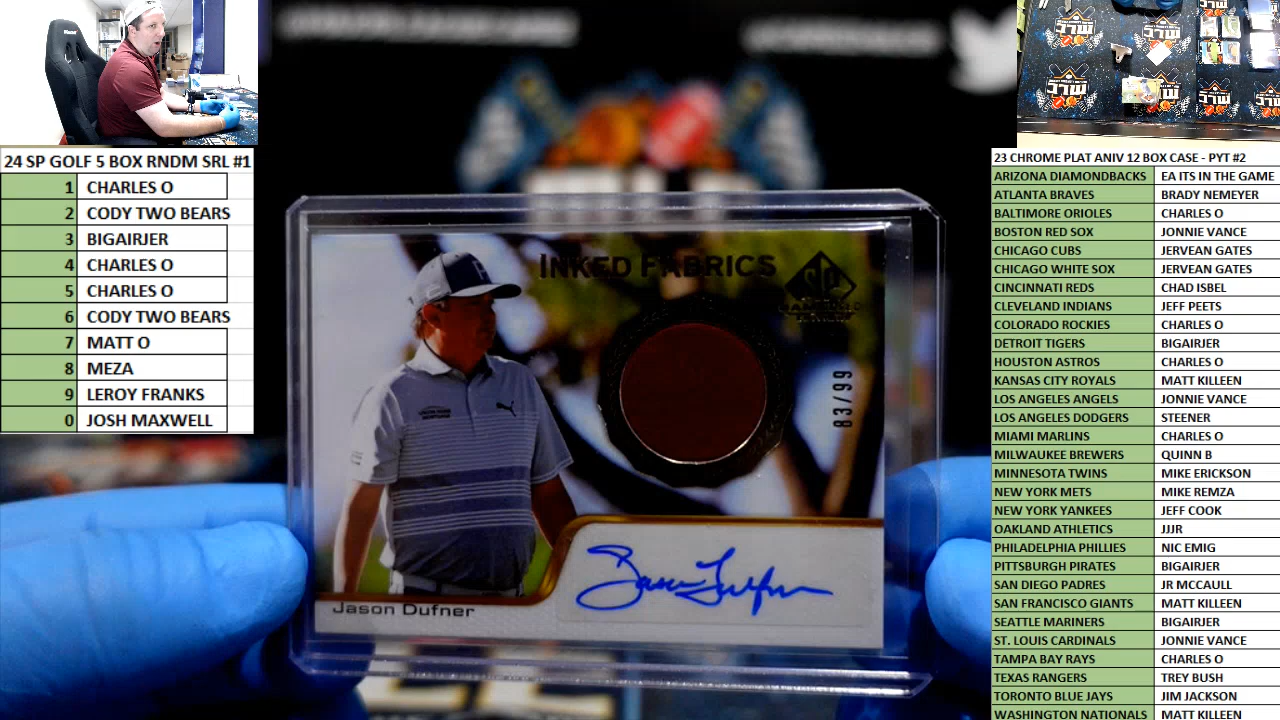 24 SP GOLF 5 BOX RNDM SRL #1
1 CHARLES O
2 CODY TWO BEARS
3 BIGAIRJER
4 CHARLES O
5 CHARLES O
6 CODY TWO BEARS
7 MATT O
8 MEZA
9 LEROY FRANKS
0 JOSH MAXWELL
INKED FABRICS
SP
83/99
Jason Dufner
Jason Dufner
23 CHROME PLAT ANIV 12 BOX CASE - PYT #2
ARIZONA DIAMONDBACKS EA ITS IN THE GAME
ATLANTA BRAVES BRADY NEMEYER
BALTIMORE ORIOLES CHARLES O
BOSTON RED SOX JONNIE VANCE
CHICAGO CUBS JERVEAN GATES
CHICAGO WHITE SOX JERVEAN GATES
CINCINNATI REDS CHAD ISBEL
CLEVELAND INDIANS JEFF PEETS
COLORADO ROCKIES CHARLES O
DETROIT TIGERS BIGAIRJER
HOUSTON ASTROS CHARLES O
KANSAS CITY ROYALS MATT KILLEEN
LOS ANGELES ANGELS JONNIE VANCE
LOS ANGELES DODGERS STEENER
MIAMI MARLINS CHARLES O
MILWAUKEE BREWERS QUINN B
MINNESOTA TWINS MIKE ERICKSON
NEW YORK METS MIKE REMZA
NEW YORK YANKEES JEFF COOK
OAKLAND ATHLETICS JJJR
PHILADELPHIA PHILLIES NIC EMIG
PITTSBURGH PIRATES BIGAIRJER
SAN DIEGO PADRES JR MCCAULL
SAN FRANCISCO GIANTS MATT KILLEEN
SEATTLE MARINERS BIGAIRJER
ST. LOUIS CARDINALS JONNIE VANCE
TAMPA BAY RAYS CHARLES O
TEXAS RANGERS TREY BUSH
TORONTO BLUE JAYS JIM JACKSON
WASHINGTON NATIONALS MATT KILLEEN